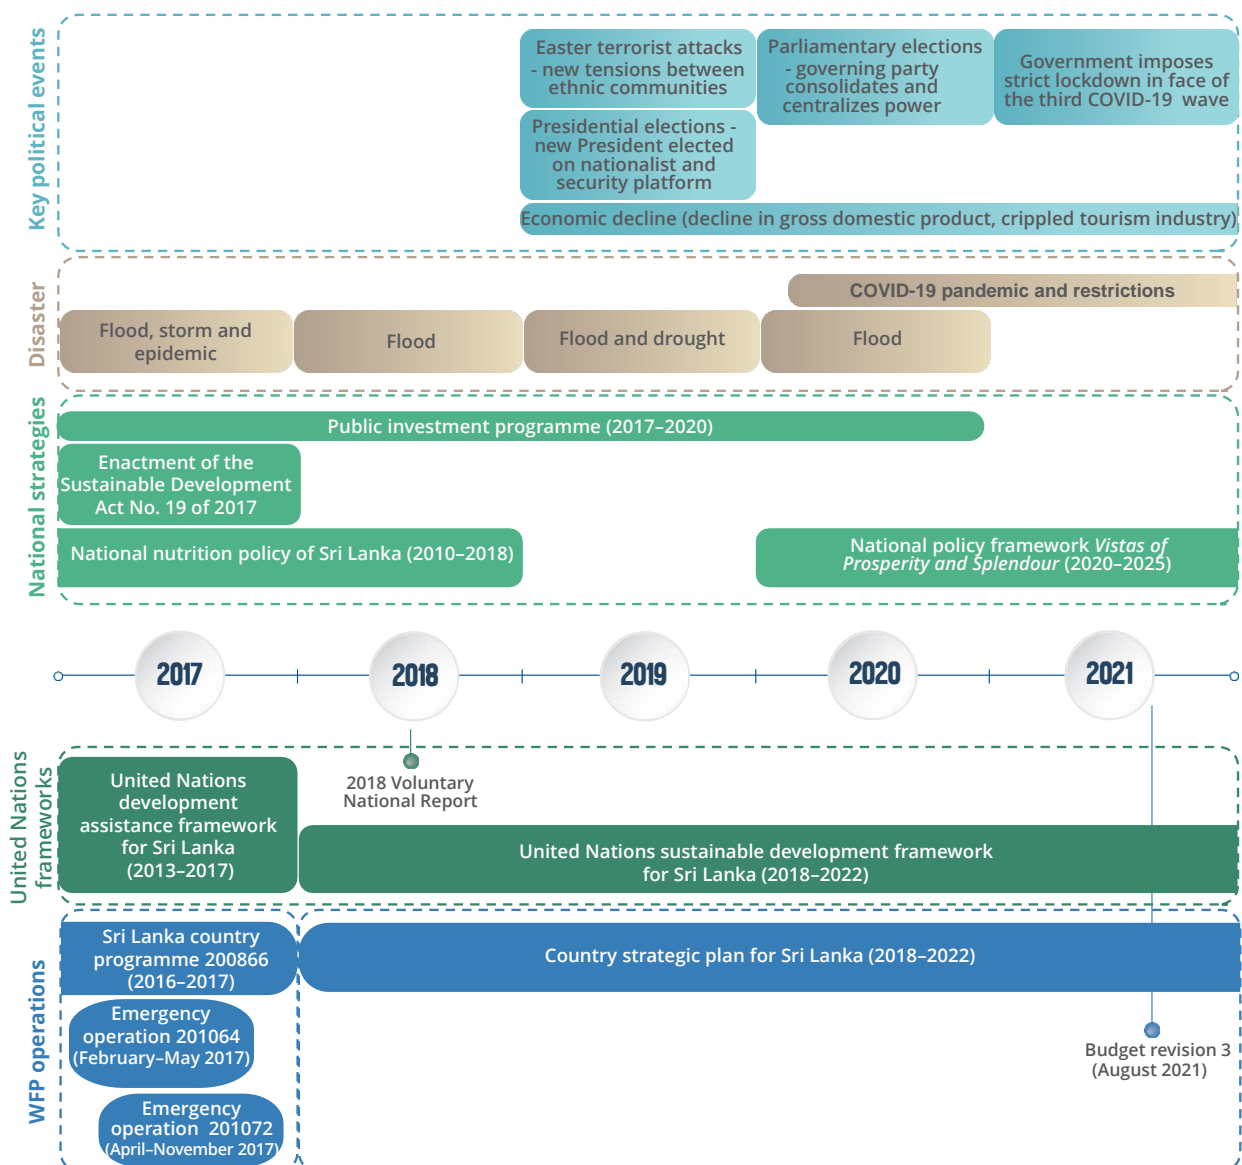 Key political events
Easter terrorist attacks
- new tensions between
ethnic communities
Parliamentary elections
- governing party
consolidates and
centralizes power
Government imposes
strict lockdown in face of
the third COVID-19 wave
Presidential elections -
new President elected
on nationalist and
security platform
Economic decline (decline in gross domestic product, crippled tourism industry)
Disaster
COVID-19 pandemic and restrictions
Flood, storm and
epidemic
Flood
Flood and drought
Flood
National strategies
Public investment programme (2017–2020)
Enactment of the
Sustainable Development
Act No. 19 of 2017
National nutrition policy of Sri Lanka (2010–2018)
National policy framework Vistas of
Prosperity and Splendour (2020–2025)
2017
2018
2019
2020
2021
United Nations
frameworks
United Nations
development
assistance framework
for Sri Lanka
(2013–2017)
2018 Voluntary
National Report
United Nations sustainable development framework
for Sri Lanka (2018–2022)
WFP operations
Sri Lanka country
programme 200866
(2016–2017)
Country strategic plan for Sri Lanka (2018–2022)
Emergency
operation 201064
(February–May 2017)
Budget revision 3
(August 2021)
Emergency
operation 201072
(April–November 2017)